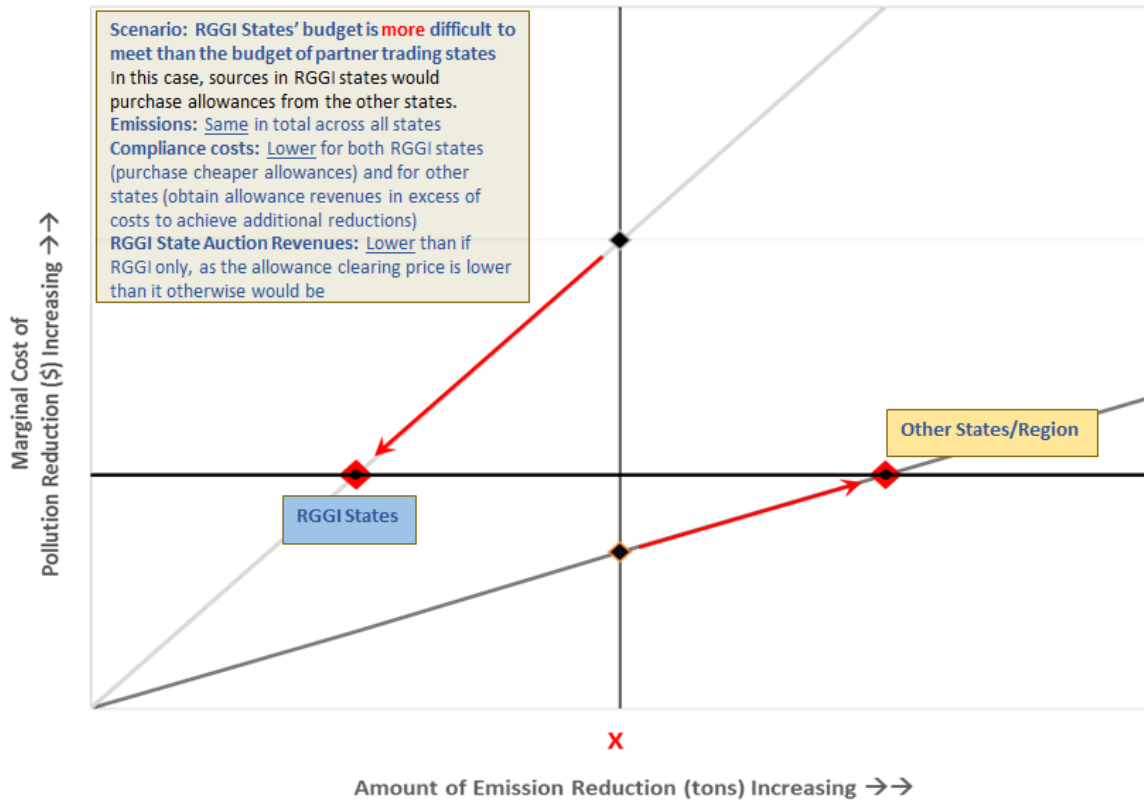 Scenario: RGGI States’ budget is more difficult to
meet than the budget of partner trading states
In this case, sources in RGGI states would
purchase allowances from the other states.
Emissions: Same in total across all states
Compliance costs: Lower for both RGGI states
(purchase cheaper allowances) and for other
states (obtain allowance revenues in excess of
costs to achieve additional reductions)
RGGI State Auction Revenues: Lower than if
RGGI only, as the allowance clearing price is lower
than it otherwise would be
Marginal Cost of
Pollution Reduction ($) Increasing →→
Other States/Region
RGGI States
X
Amount of Emission Reduction (tons) Increasing →→